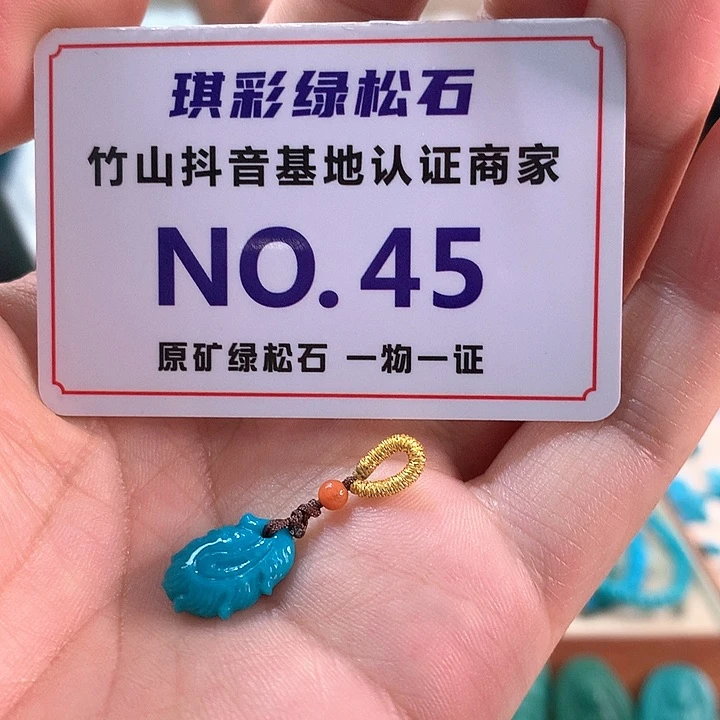 琪彩绿松石
竹山抖音基地认证商家
NO.45
原矿绿松石 一物一证